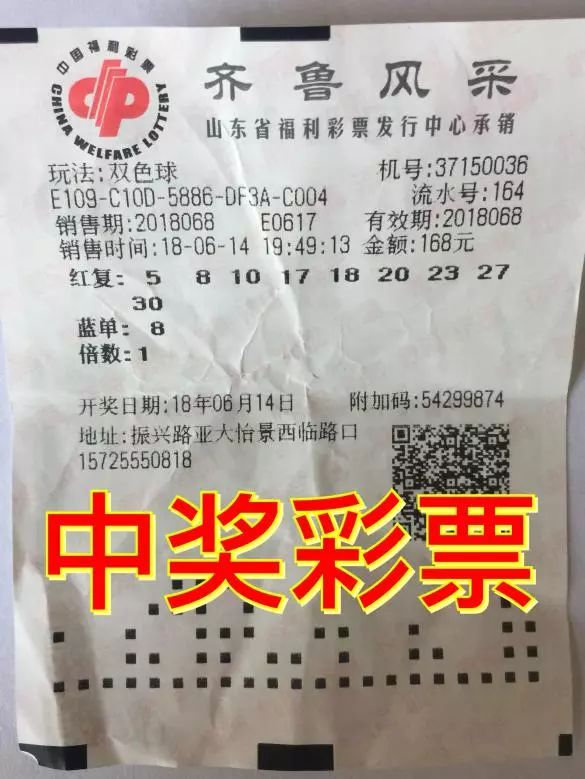 中国福利彩票
CHINA WELFARE LOTTERY
齐鲁风采
山东省福利彩票发行中心承销
玩法:双色球 机号:37150036
E109-C10D-5886-DF3A-C004 流水号:164
销售期:2018068 E0617 有效期:2018068
销售时间:18-06-14 19:49:13 金额:168元
红复: 5 8 10 17 18 20 23 27
30
蓝单: 8
倍数:1
开奖日期:18年06月14日 附加码:54299874
地址:振兴路亚大怡景西临路口
15725550818
中奖彩票